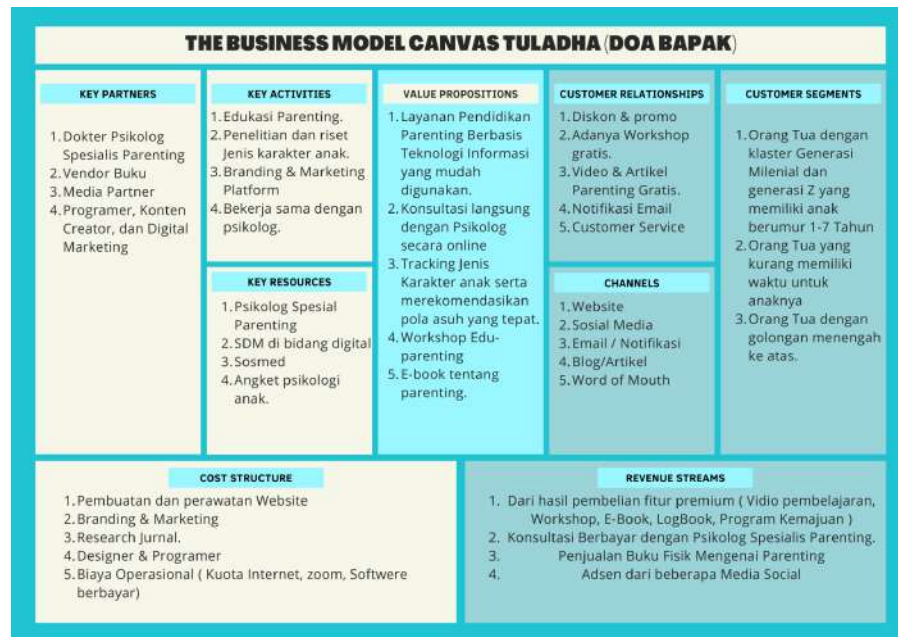 THE BUSINESS MODEL CANVAS TULADHA (DOA BAPAK)
KEY PARTNERS
1.Dokter Psikolog
Spesialis Parenting
2.Vendor Buku
3.Media Partner
4.Programer, Konten
Creator, dan Digital
Marketing
KEY ACTIVITIES
1.Edukasi Parenting.
2.Penelitian dan riset
Jenis karakter anak.
3.Branding & Marketing
Platform
4.Bekerja sama dengan
psikolog.
KEY RESOURCES
1.Psikolog Spesial
Parenting
2.SDM di bidang digital
3.Sosmed
4.Angket psikologi
anak.
VALUE PROPOSITIONS
1.Layanan Pendidikan
Parenting Berbasis
Teknologi Informasi
yang mudah
digunakan.
2.Konsultasi langsung
dengan Psikolog
secara online
3.Tracking Jenis
Karakter anak serta
merekomendasikan
pola asuh yang tepat.
4.Workshop Edu-
parenting
5.E-book tentang
parenting.
CUSTOMER RELATIONSHIPS
1.Diskon & promo
2.Adanya Workshop
gratis.
3.Video & Artikel
Parenting Gratis.
4.Notifikasi Email
5.Customer Service
CHANNELS
1.Website
2.Sosial Media
3.Email / Notifikasi
4.Blog/Artikel
5.Word of Mouth
CUSTOMER SEGMENTS
1.Orang Tua dengan
klaster Generasi
Milenial dan
generasi Z yang
memiliki anak
berumur 1-7 Tahun
2.Orang Tua yang
kurang memiliki
waktu untuk
anaknya
3.Orang Tua dengan
golongan menengah
ke atas.
COST STRUCTURE
1.Pembuatan dan perawatan Website
2.Branding & Marketing
3.Research Jurnal.
4.Designer & Programer
5.Biaya Operasional ( Kuota Internet, zoom, Softwere
berbayar)
REVENUE STREAMS
1. Dari hasil pembelian fitur premium ( Vidio pembelajaran,
Workshop, E-Book, LogBook, Program Kemajuan )
2. Konsultasi Berbayar dengan Psikolog Spesialis Parenting.
3. Penjualan Buku Fisik Mengenai Parenting
4. Adsen dari beberapa Media Social